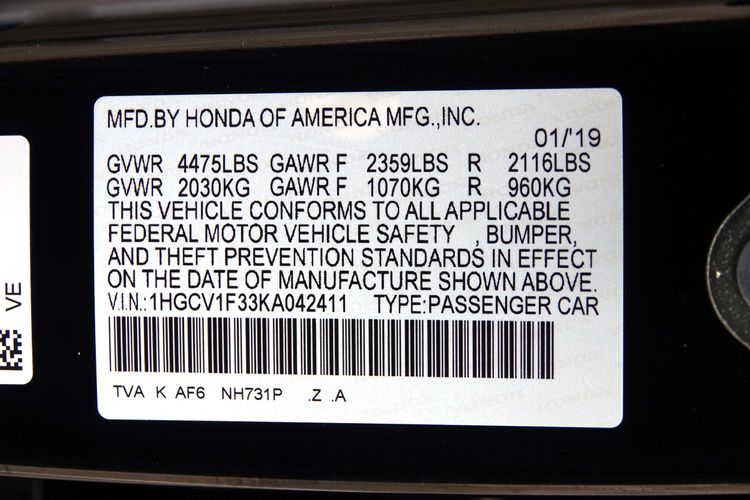 MFD.BY HONDA OF AMERICA MFG.,INC.
01/'19
GVWR 4475LBS GAWR F 2359LBS R 2116LBS
GVWR 2030KG GAWR F 1070KG R 960KG
THIS VEHICLE CONFORMS TO ALL APPLICABLE
FEDERAL MOTOR VEHICLE SAFETY , BUMPER,
AND THEFT PREVENTION STANDARDS IN EFFECT
ON THE DATE OF MANUFACTURE SHOWN ABOVE.
V.I.N.:1HGCV1F33KA042411 TYPE:PASSENGER CAR
TVA K AF6 NH731P .Z .A
VE